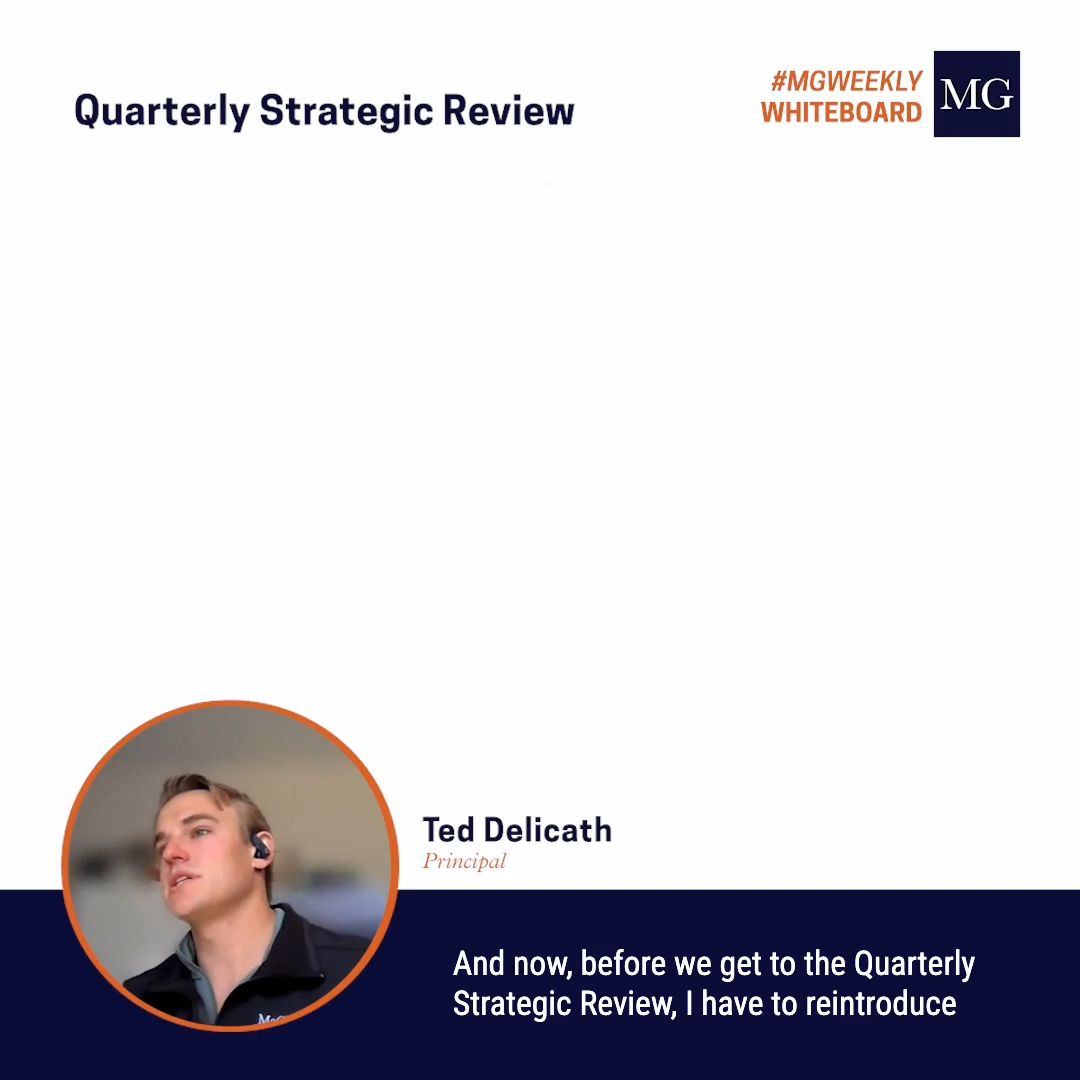 Quarterly Strategic Review
#MGWEEKLY
WHITEBOARD
MG
Ted Delicath
Principal
And now, before we get to the Quarterly
Strategic Review, I have to reintroduce